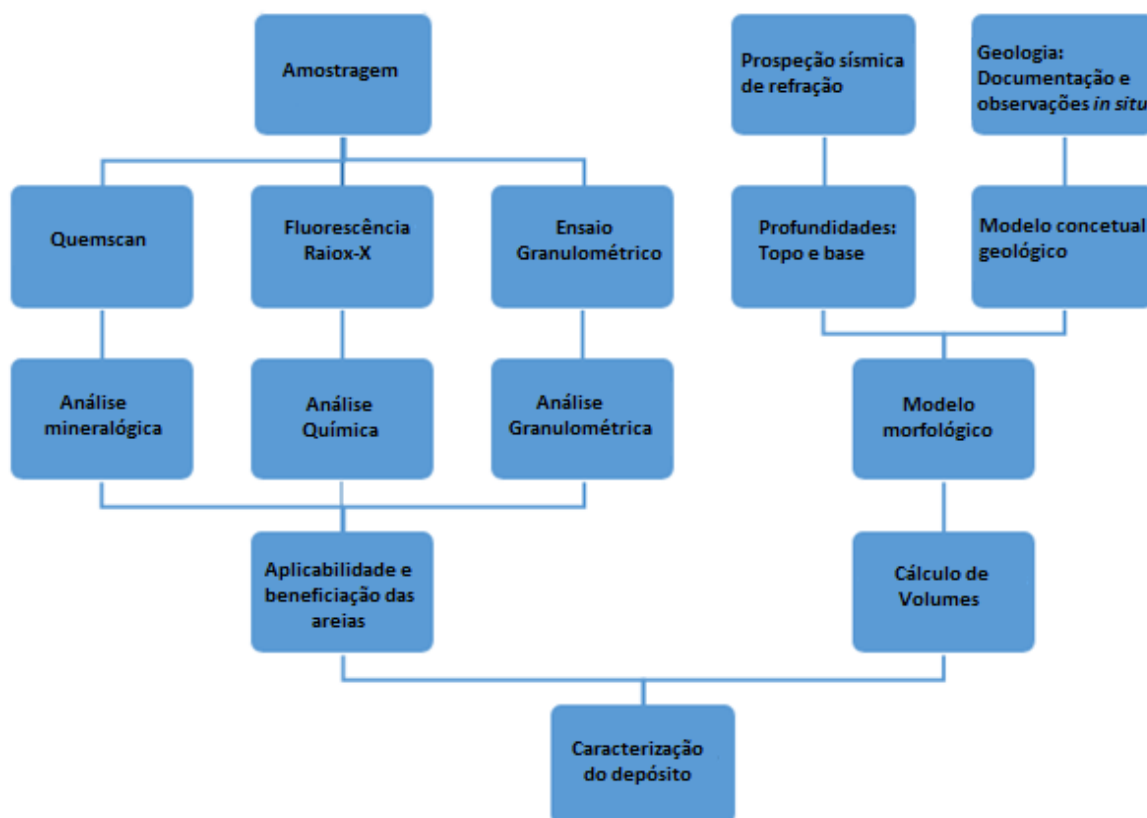 Amostragem
Prospeção sísmica
de refração
Geologia:
Documentação e
observações in situ
Quemscan
Fluorescência
Raiox-X
Ensaio
Granulométrico
Profundidades:
Topo e base
Modelo concetual
geológico
Análise
mineralógica
Análise
Química
Análise
Granulométrica
Modelo
morfológico
Aplicabilidade e
beneficiação das
areias
Cálculo de
Volumes
Caracterização
do depósito